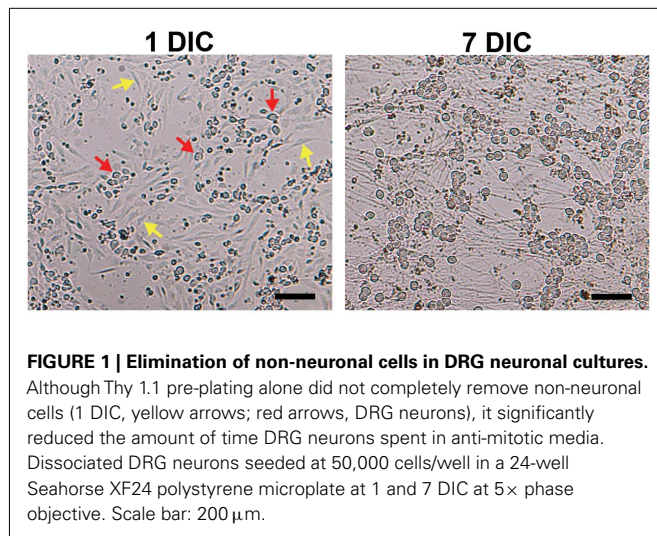 1 DIC
7 DIC
FIGURE 1 | Elimination of non-neuronal cells in DRG neuronal cultures.
Although Thy 1.1 pre-plating alone did not completely remove non-neuronal
cells (1 DIC, yellow arrows; red arrows, DRG neurons), it significantly
reduced the amount of time DRG neurons spent in anti-mitotic media.
Dissociated DRG neurons seeded at 50,000 cells/well in a 24-well
Seahorse XF24 polystyrene microplate at 1 and 7 DIC at 5× phase
objective. Scale bar: 200 μm.